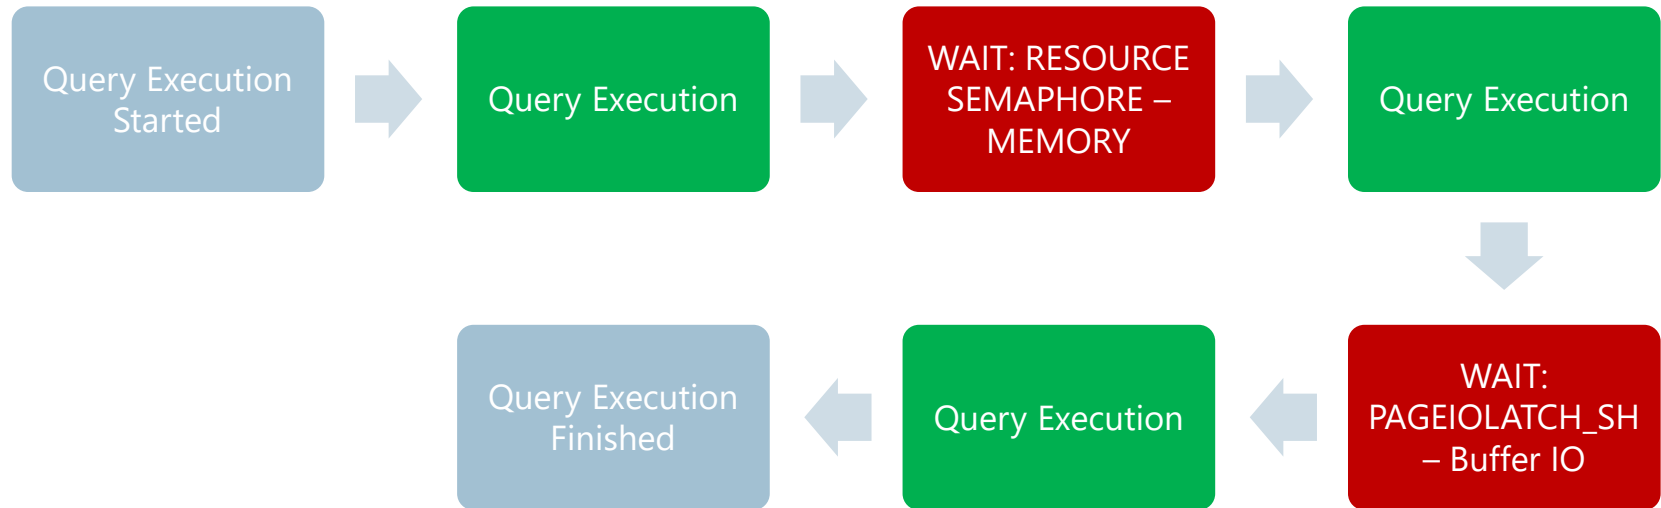 Query Execution
Started
Query Execution
WAIT: RESOURCE
SEMAPHORE –
MEMORY
Query Execution
WAIT:
PAGEIOLATCH_SH
– Buffer IO
Query Execution
Query Execution
Finished